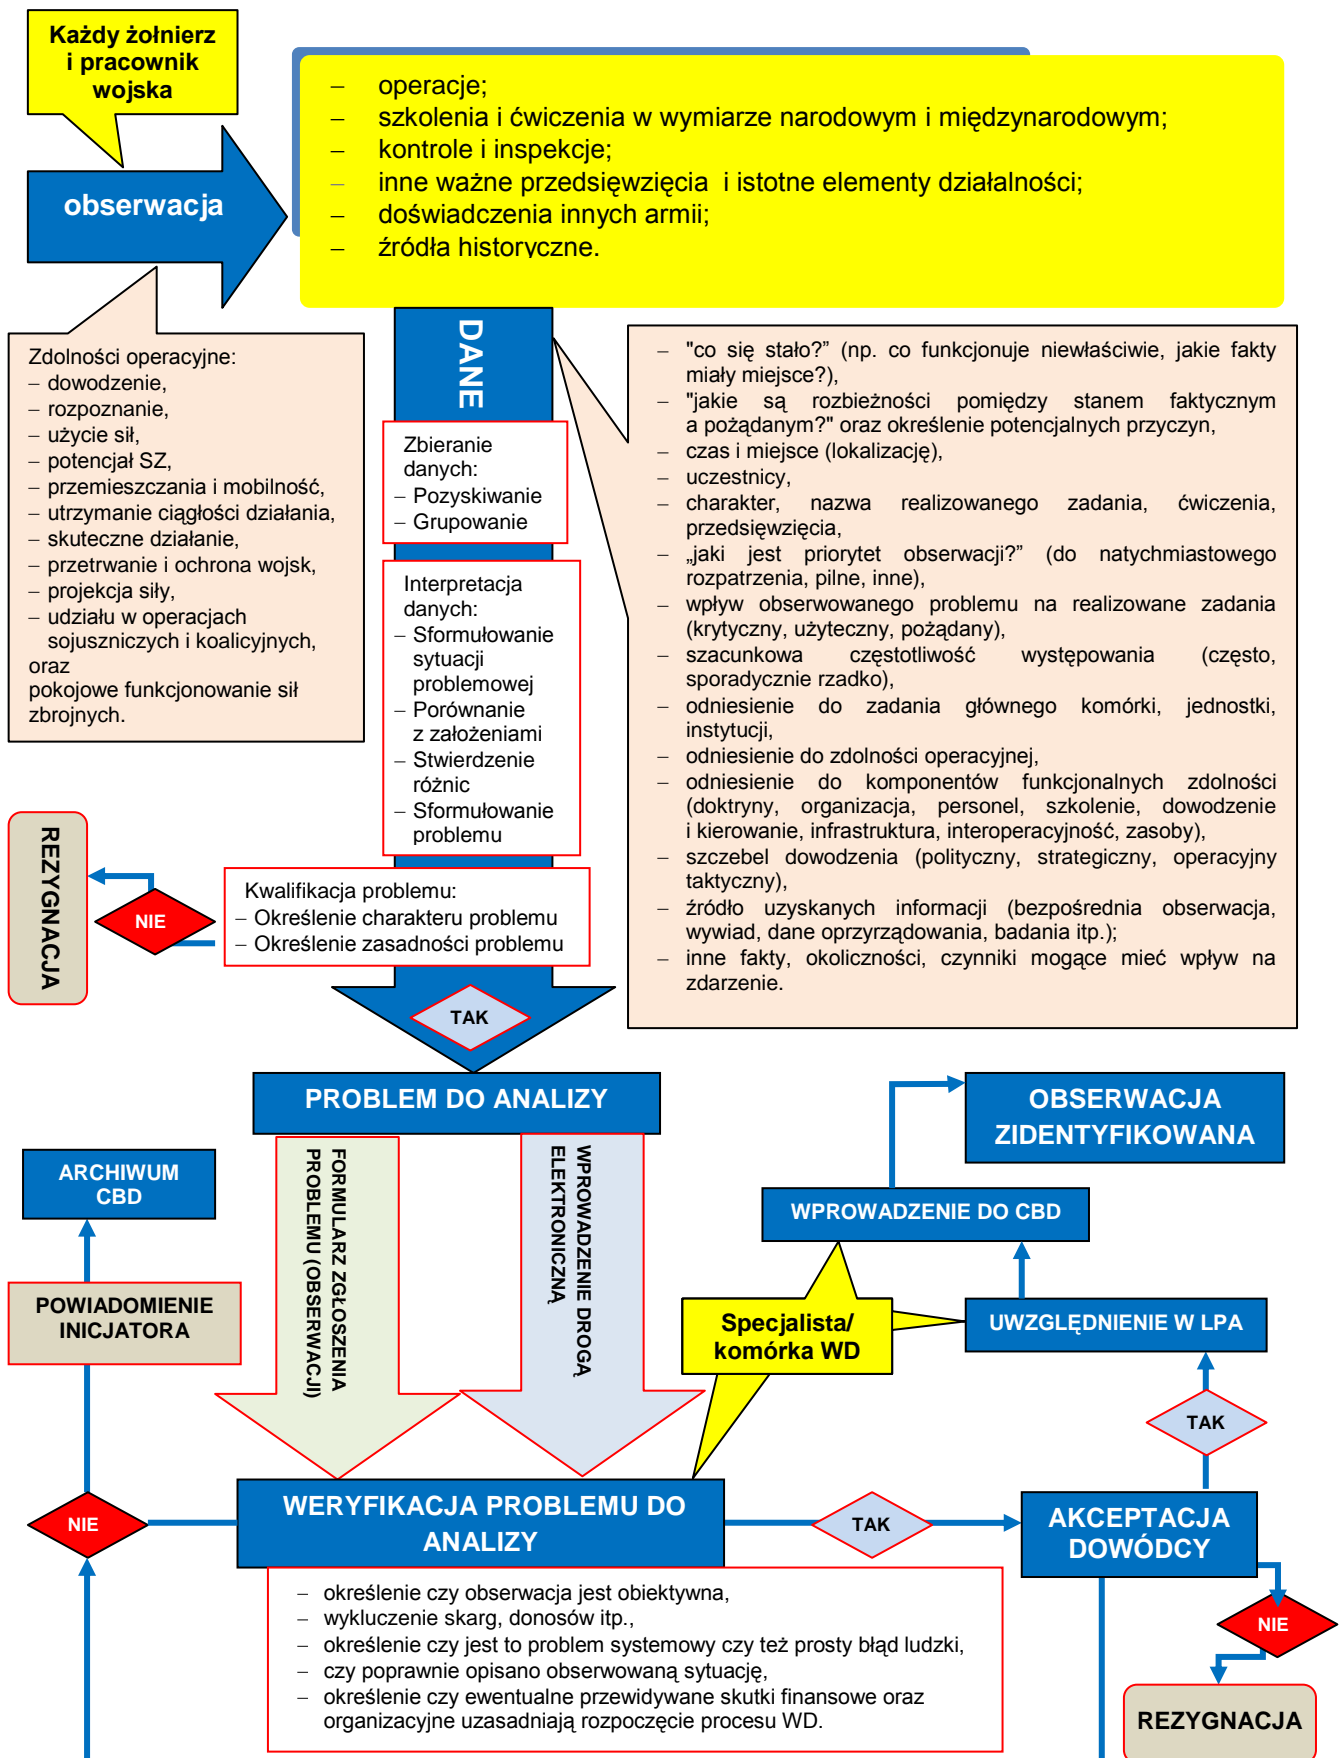 Każdy żołnierz
i pracownik
wojska
obserwacja
– operacje;
– szkolenia i ćwiczenia w wymiarze narodowym i międzynarodowym;
– kontrole i inspekcje;
– inne ważne przedsięwzięcia i istotne elementy działalności;
– doświadczenia innych armii;
– źródła historyczne.
Zdolności operacyjne:
– dowodzenie,
– rozpoznanie,
– użycie sił,
– potencjał SZ,
– przemieszczania i mobilność,
– utrzymanie ciągłości działania,
– skuteczne działanie,
– przetrwanie i ochrona wojsk,
– projekcja siły,
– udziału w operacjach
sojuszniczych i koalicyjnych,
oraz
pokojowe funkcjonowanie sił
zbrojnych.
DANE
Zbieranie
danych:
– Pozyskiwanie
– Grupowanie
Interpretacja
danych:
– Sformułowanie
sytuacji
problemowej
– Porównanie
z założeniami
– Stwierdzenie
różnic
– Sformułowanie
problemu
– "co się stało?” (np. co funkcjonuje niewłaściwie, jakie fakty
miały miejsce?),
– "jakie są rozbieżności pomiędzy stanem faktycznym
a pożądanym?" oraz określenie potencjalnych przyczyn,
– czas i miejsce (lokalizację),
– uczestnicy,
– charakter, nazwa realizowanego zadania, ćwiczenia,
przedsięwzięcia,
– „jaki jest priorytet obserwacji?” (do natychmiastowego
rozpatrzenia, pilne, inne),
– wpływ obserwowanego problemu na realizowane zadania
(krytyczny, użyteczny, pożądany),
– szacunkowa częstotliwość występowania (często,
sporadycznie rzadko),
– odniesienie do zadania głównego komórki, jednostki,
instytucji,
– odniesienie do zdolności operacyjnej,
– odniesienie do komponentów funkcjonalnych zdolności
(doktryny, organizacja, personel, szkolenie, dowodzenie
i kierowanie, infrastruktura, interoperacyjność, zasoby),
– szczebel dowodzenia (polityczny, strategiczny, operacyjny
taktyczny),
– źródło uzyskanych informacji (bezpośrednia obserwacja,
wywiad, dane oprzyrządowania, badania itp.);
– inne fakty, okoliczności, czynniki mogące mieć wpływ na
zdarzenie.
REZYGNACJA
NIE
Kwalifikacja problemu:
– Określenie charakteru problemu
– Określenie zasadności problemu
TAK
PROBLEM DO ANALIZY
OBSERWACJA
ZIDENTYFIKOWANA
ARCHIWUM
CBD
FORMULARZ ZGŁOSZENIA
PROBLEMU (OBSERWACJI)
WPROWADZENIE DROGĄ
ELEKTRONICZNĄ
WPROWADZENIE DO CBD
POWIADOMIENIE
INICJATORA
Specjalista/
komórka WD
UWZGLĘDNIENIE W LPA
TAK
NIE
WERYFIKACJA PROBLEMU DO
ANALIZY
TAK
AKCEPTACJA
DOWÓDCY
– określenie czy obserwacja jest obiektywna,
– wykluczenie skarg, donosów itp.,
– określenie czy jest to problem systemowy czy też prosty błąd ludzki,
– czy poprawnie opisano obserwowaną sytuację,
– określenie czy ewentualne przewidywane skutki finansowe oraz
organizacyjne uzasadniają rozpoczęcie procesu WD.
NIE
REZYGNACJA